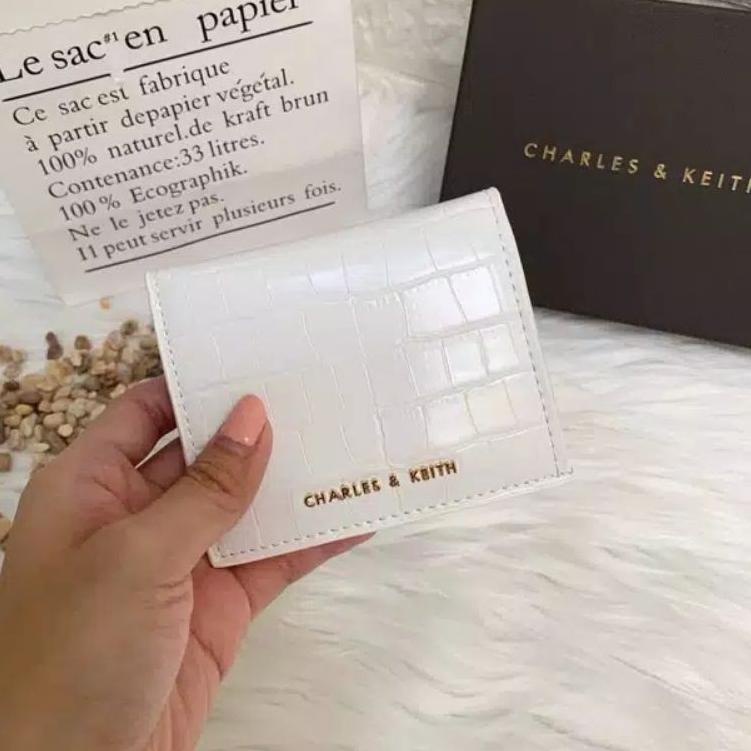 Le sac#1 en papier
Ce sac est fabrique
à partir depapier végétal.
100% naturel.de kraft brun
Contenance:33 litres.
100% Ecographik.
Ne le jetez pas.
I1 peut servir plusieurs fois.
CHARLES & KEITH
CHARLES & KEITH